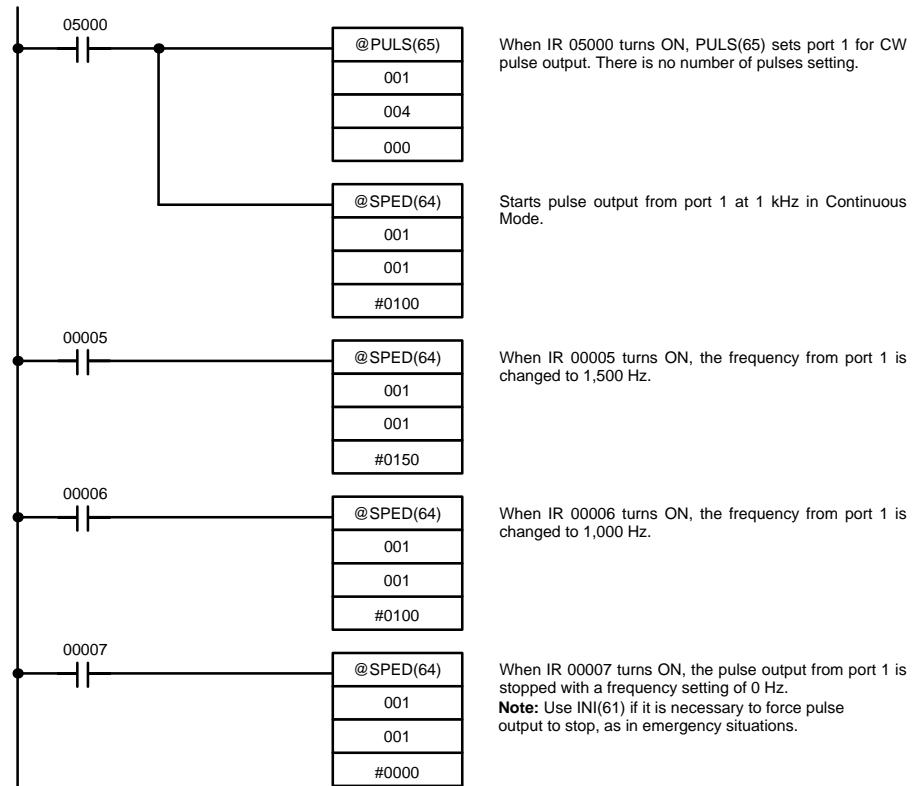 05000
@PULS(65)
001
004
000
When IR 05000 turns ON, PULS(65) sets port 1 for CW
pulse output. There is no number of pulses setting.
@SPED(64)
001
001
#0100
Starts pulse output from port 1 at 1 kHz in Continuous
Mode.
00005
@SPED(64)
001
001
#0150
When IR 00005 turns ON, the frequency from port 1 is
changed to 1,500 Hz.
00006
@SPED(64)
001
001
#0100
When IR 00006 turns ON, the frequency from port 1 is
changed to 1,000 Hz.
00007
@SPED(64)
001
001
#0000
When IR 00007 turns ON, the pulse output from port 1 is
stopped with a frequency setting of 0 Hz.
Note: Use INI(61) if it is necessary to force pulse
output to stop, as in emergency situations.